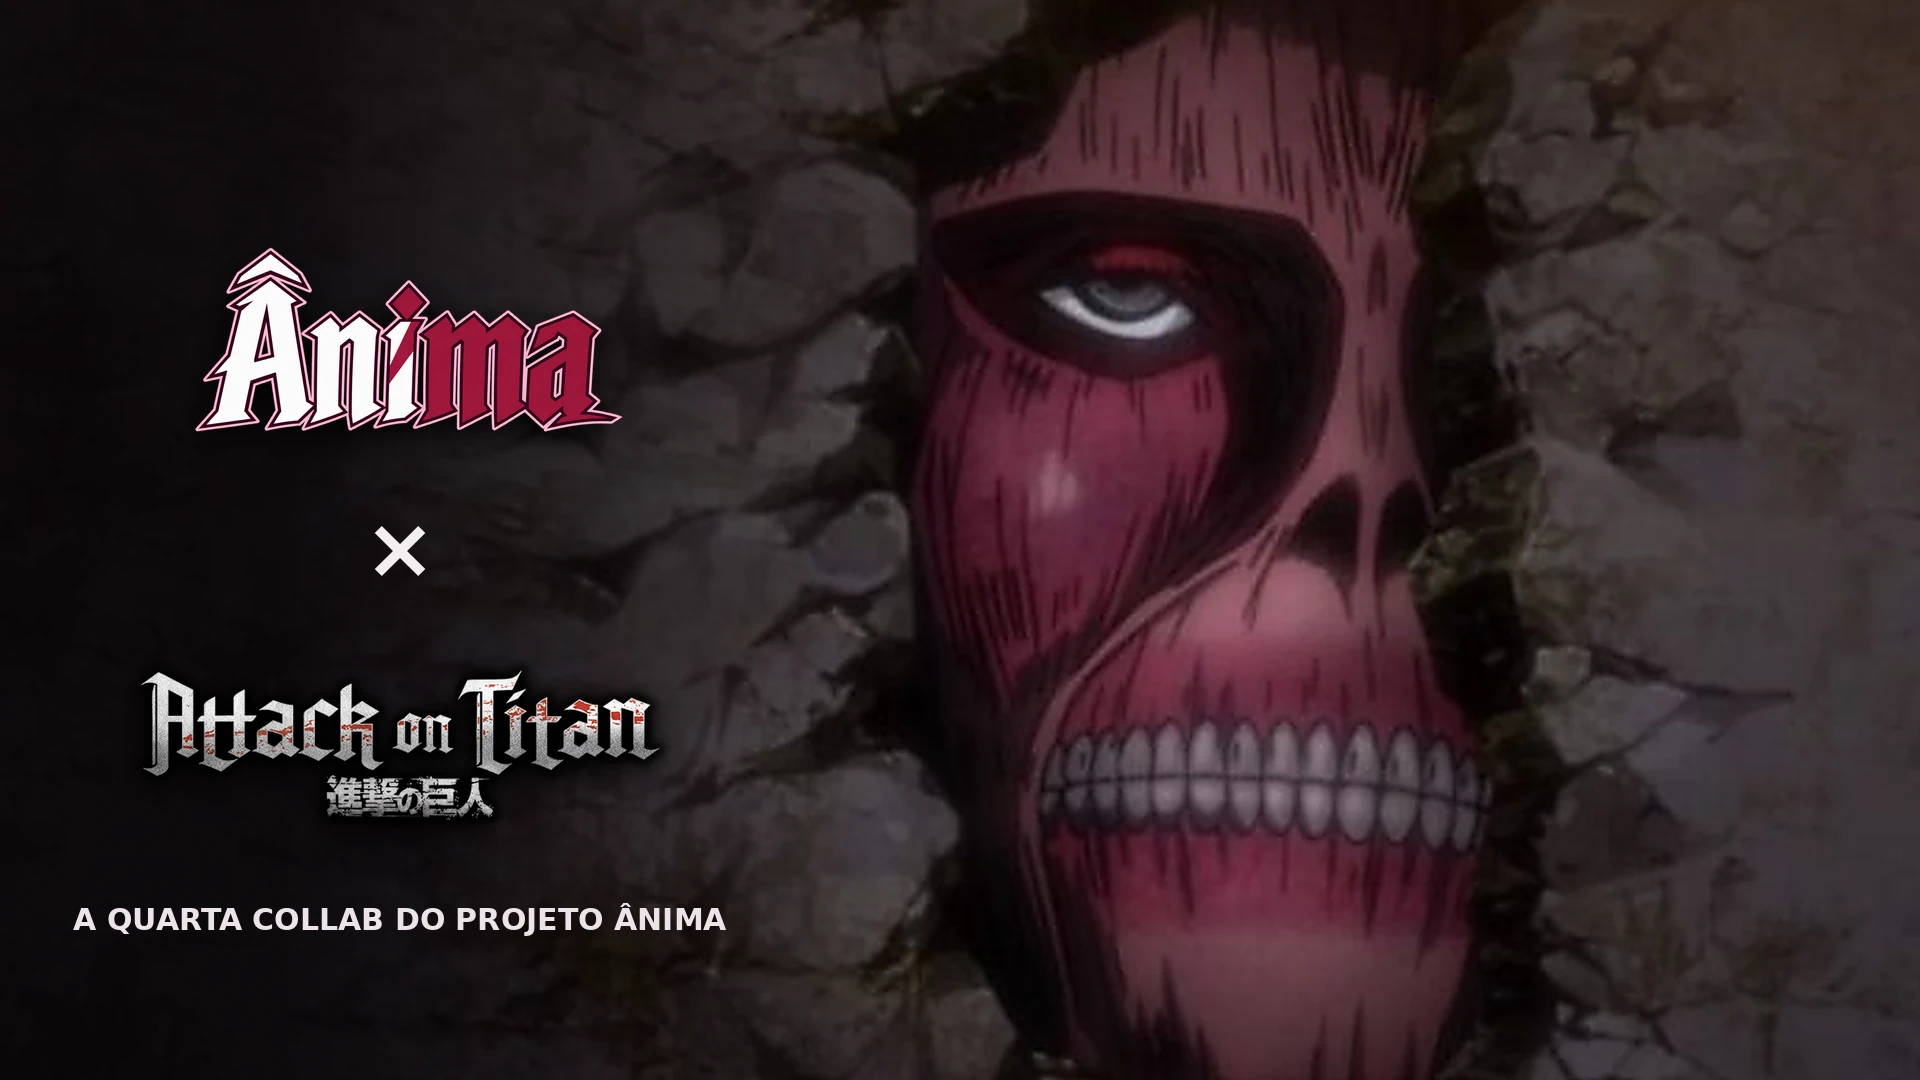 Ânima
×
Attack on Titan
進撃の巨人
A QUARTA COLLAB DO PROJETO ÂNIMA